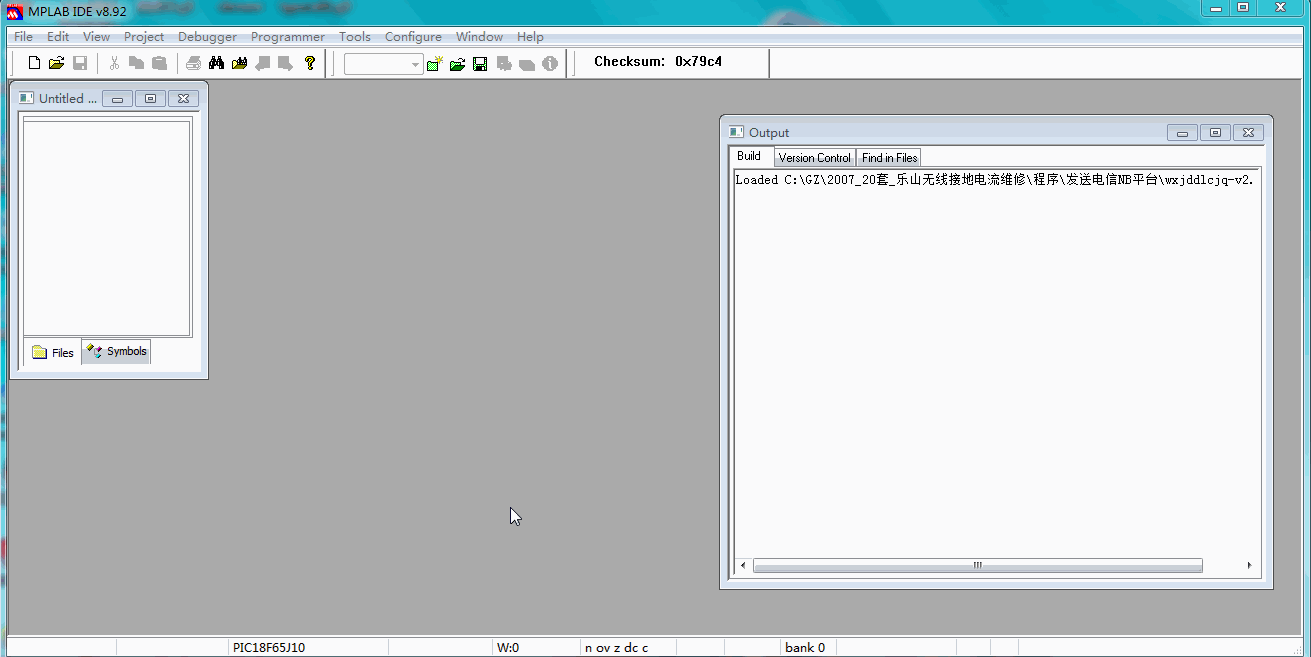 MPLAB IDE v8.92
File Edit View Project Debugger Programmer Tools Configure Window Help
Checksum: 0x79c4
Untitled ...
Files
Symbols
Output
Build Version Control Find in Files
Loaded C:\GZ\2007_20套_乐山无线接地电流维修\程序\发送电信NB平台\wxjddlcjq-v2.
PIC18F65J10 W:0 n ov z dc c bank 0